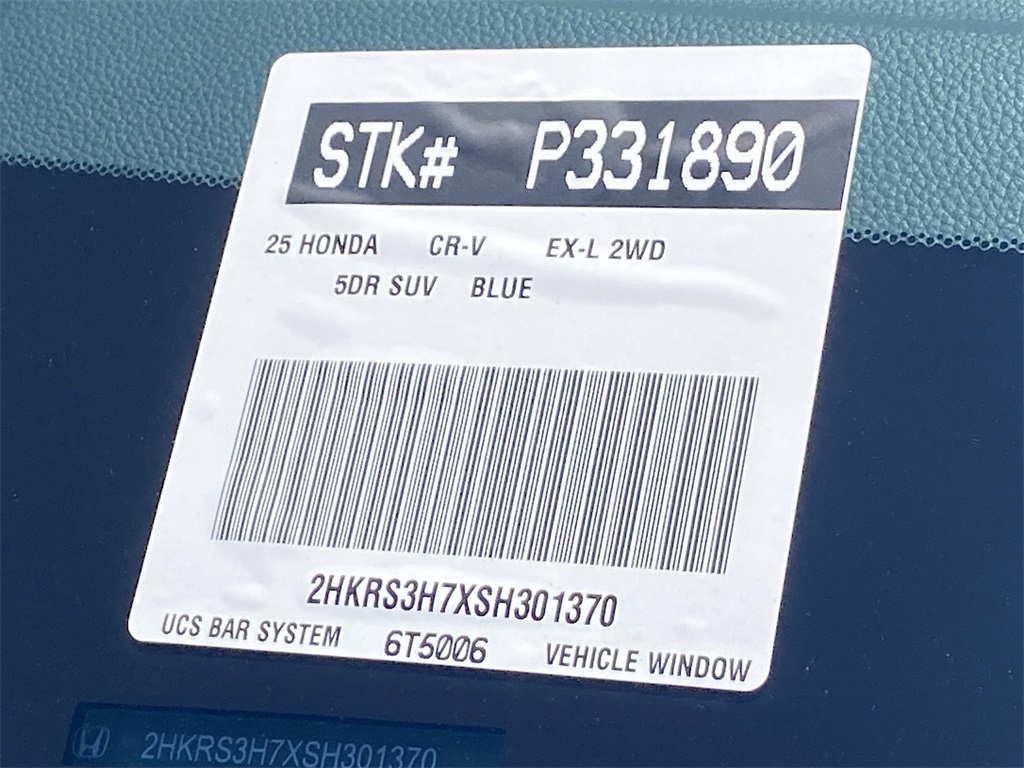 STK# P331890
25 HONDA CR-V EX-L 2WD
5DR SUV BLUE
2HKRS3H7XSH301370
UCS BAR SYSTEM 6T5006 VEHICLE WINDOW
2HKRS3H7XSH301370